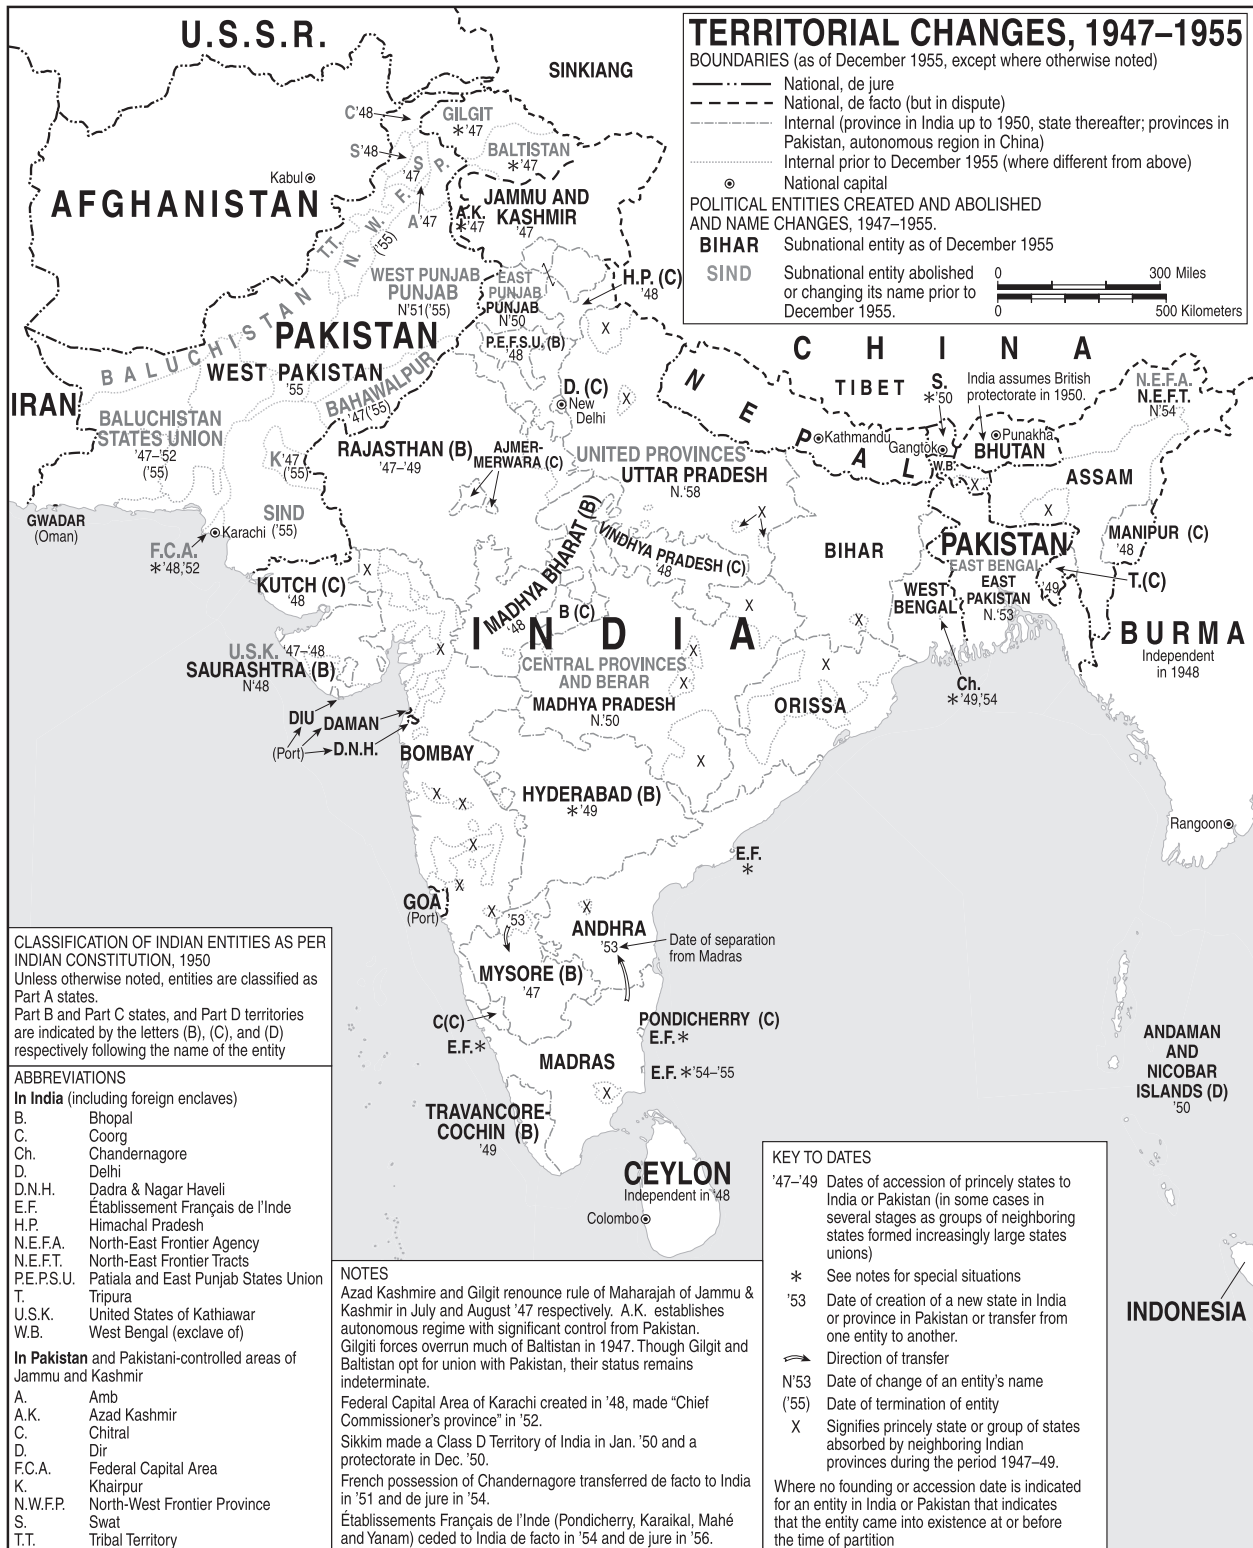 TERRITORIAL CHANGES, 1947–1955
BOUNDARIES (as of December 1955, except where otherwise noted)
National, de jure
National, de facto (but in dispute)
Internal (province in India up to 1950, state thereafter; provinces in
Pakistan, autonomous region in China)
Internal prior to December 1955 (where different from above)
National capital
POLITICAL ENTITIES CREATED AND ABOLISHED
AND NAME CHANGES, 1947–1955.
BIHAR Subnational entity as of December 1955
SIND Subnational entity abolished
or changing its name prior to
December 1955.
0 300 Miles
0 500 Kilometers
U.S.S.R.
SINKIANG
C'48
GILGIT
*'47
S'48
BALTISTAN
*'47
S
'47
Kabul
AFGHANISTAN
A.K.
*'47
JAMMU AND
KASHMIR
'47
A'47
T.T.
N. W. F. P.
('55)
WEST PUNJAB
PUNJAB
N'51('55)
EAST
PUNJAB
PUNJAB
N'50
H.P. (C)
'48
X
P.E.F.S.U. (B)
'48
BALUCHISTAN
PAKISTAN
WEST PAKISTAN
'55
BAHAWALPUR
'47('55)
IRAN
BALUCHISTAN
STATES UNION
'47–'52
('55)
D. (C)
New
Delhi
X
C H I N A
TIBET
S.
*'50
India assumes British
protectorate in 1950.
N.E.F.A.
N.E.F.T.
N'54
N E P A L
Kathmandu
Gangtok
Punakha
BHUTAN
W.B.
X
ASSAM
X
RAJASTHAN (B)
'47–'49
AJMER-
MERWARA (C)
UNITED PROVINCES
UTTAR PRADESH
N.'58
K'47
('55)
SIND
('55)
GWADAR
(Oman)
Karachi
F.C.A.
*'48,'52
KUTCH (C)
'48
X
MADHYA BHARAT (B)
'48
VINDHYA PRADESH (C)
'48
X
BIHAR
PAKISTAN
EAST BENGAL
EAST
PAKISTAN
N.'53
MANIPUR (C)
'48
'49
T.(C)
WEST
BENGAL
B (C)
X
X
I N D I A
BURMA
Independent
in 1948
U.S.K. '47–'48
SAURASHTRA (B)
N'48
X
CENTRAL PROVINCES
AND BERAR
MADHYA PRADESH
N.'50
X
X
X
ORISSA
Ch.
*'49,'54
DIU
DAMAN
(Port)
D.N.H.
BOMBAY
X
HYDERABAD (B)
*'49
X
X
X
Rangoon
E.F.
*
GOA
(Port)
X
X
'53
X
ANDHRA
'53
Date of separation
from Madras
MYSORE (B)
'47
C(C)
E.F.*
PONDICHERRY (C)
E.F.*
MADRAS
E.F. *'54–'55
X
TRAVANCORE-
COCHIN (B)
'49
CEYLON
Independent in '48
Colombo
ANDAMAN
AND
NICOBAR
ISLANDS (D)
'50
INDONESIA
CLASSIFICATION OF INDIAN ENTITIES AS PER
INDIAN CONSTITUTION, 1950
Unless otherwise noted, entities are classified as
Part A states.
Part B and Part C states, and Part D territories
are indicated by the letters (B), (C), and (D)
respectively following the name of the entity
ABBREVIATIONS
In India (including foreign enclaves)
B. Bhopal
C. Coorg
Ch. Chandernagore
D. Delhi
D.N.H. Dadra & Nagar Haveli
E.F. Établissement Français de l'Inde
H.P. Himachal Pradesh
N.E.F.A. North-East Frontier Agency
N.E.F.T. North-East Frontier Tracts
P.E.P.S.U. Patiala and East Punjab States Union
T. Tripura
U.S.K. United States of Kathiawar
W.B. West Bengal (exclave of)
In Pakistan and Pakistani-controlled areas of
Jammu and Kashmir
A. Amb
A.K. Azad Kashmir
C. Chitral
D. Dir
F.C.A. Federal Capital Area
K. Khairpur
N.W.F.P. North-West Frontier Province
S. Swat
T.T. Tribal Territory
NOTES
Azad Kashmire and Gilgit renounce rule of Maharajah of Jammu &
Kashmir in July and August '47 respectively. A.K. establishes
autonomous regime with significant control from Pakistan.
Gilgiti forces overrun much of Baltistan in 1947. Though Gilgit and
Baltistan opt for union with Pakistan, their status remains
indeterminate.
Federal Capital Area of Karachi created in '48, made "Chief
Commissioner's province" in '52.
Sikkim made a Class D Territory of India in Jan. '50 and a
protectorate in Dec. '50.
French possession of Chandernagore transferred de facto to India
in '51 and de jure in '54.
Établissements Français de l'Inde (Pondicherry, Karaikal, Mahé
and Yanam) ceded to India de facto in '54 and de jure in '56.
KEY TO DATES
'47–'49 Dates of accession of princely states to
India or Pakistan (in some cases in
several stages as groups of neighboring
states formed increasingly large states
unions)
* See notes for special situations
'53 Date of creation of a new state in India
or province in Pakistan or transfer from
one entity to another.
Direction of transfer
N'53 Date of change of an entity's name
('55) Date of termination of entity
X Signifies princely state or group of states
absorbed by neighboring Indian
provinces during the period 1947–49.
Where no founding or accession date is indicated
for an entity in India or Pakistan that indicates
that the entity came into existence at or before
the time of partition